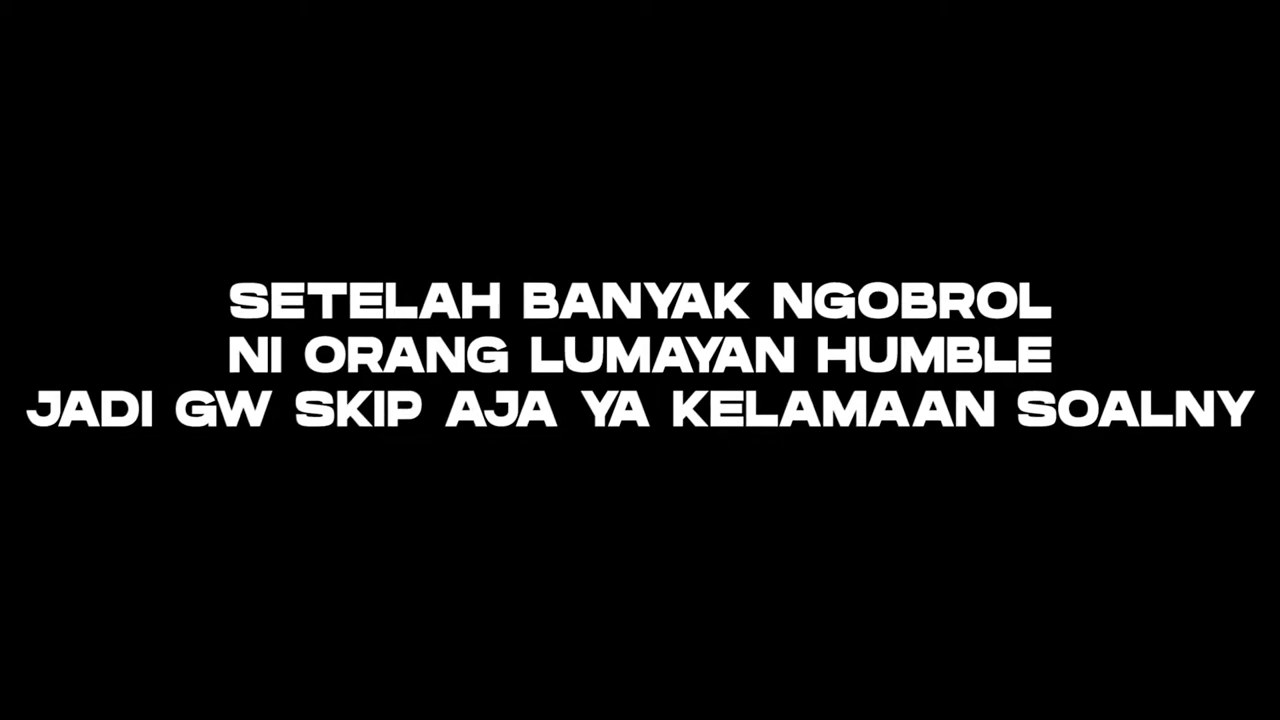 SETELAH BANYAK NGOBROL
NI ORANG LUMAYAN HUMBLE
JADI GW SKIP AJA YA KELAMAAN SOALNY